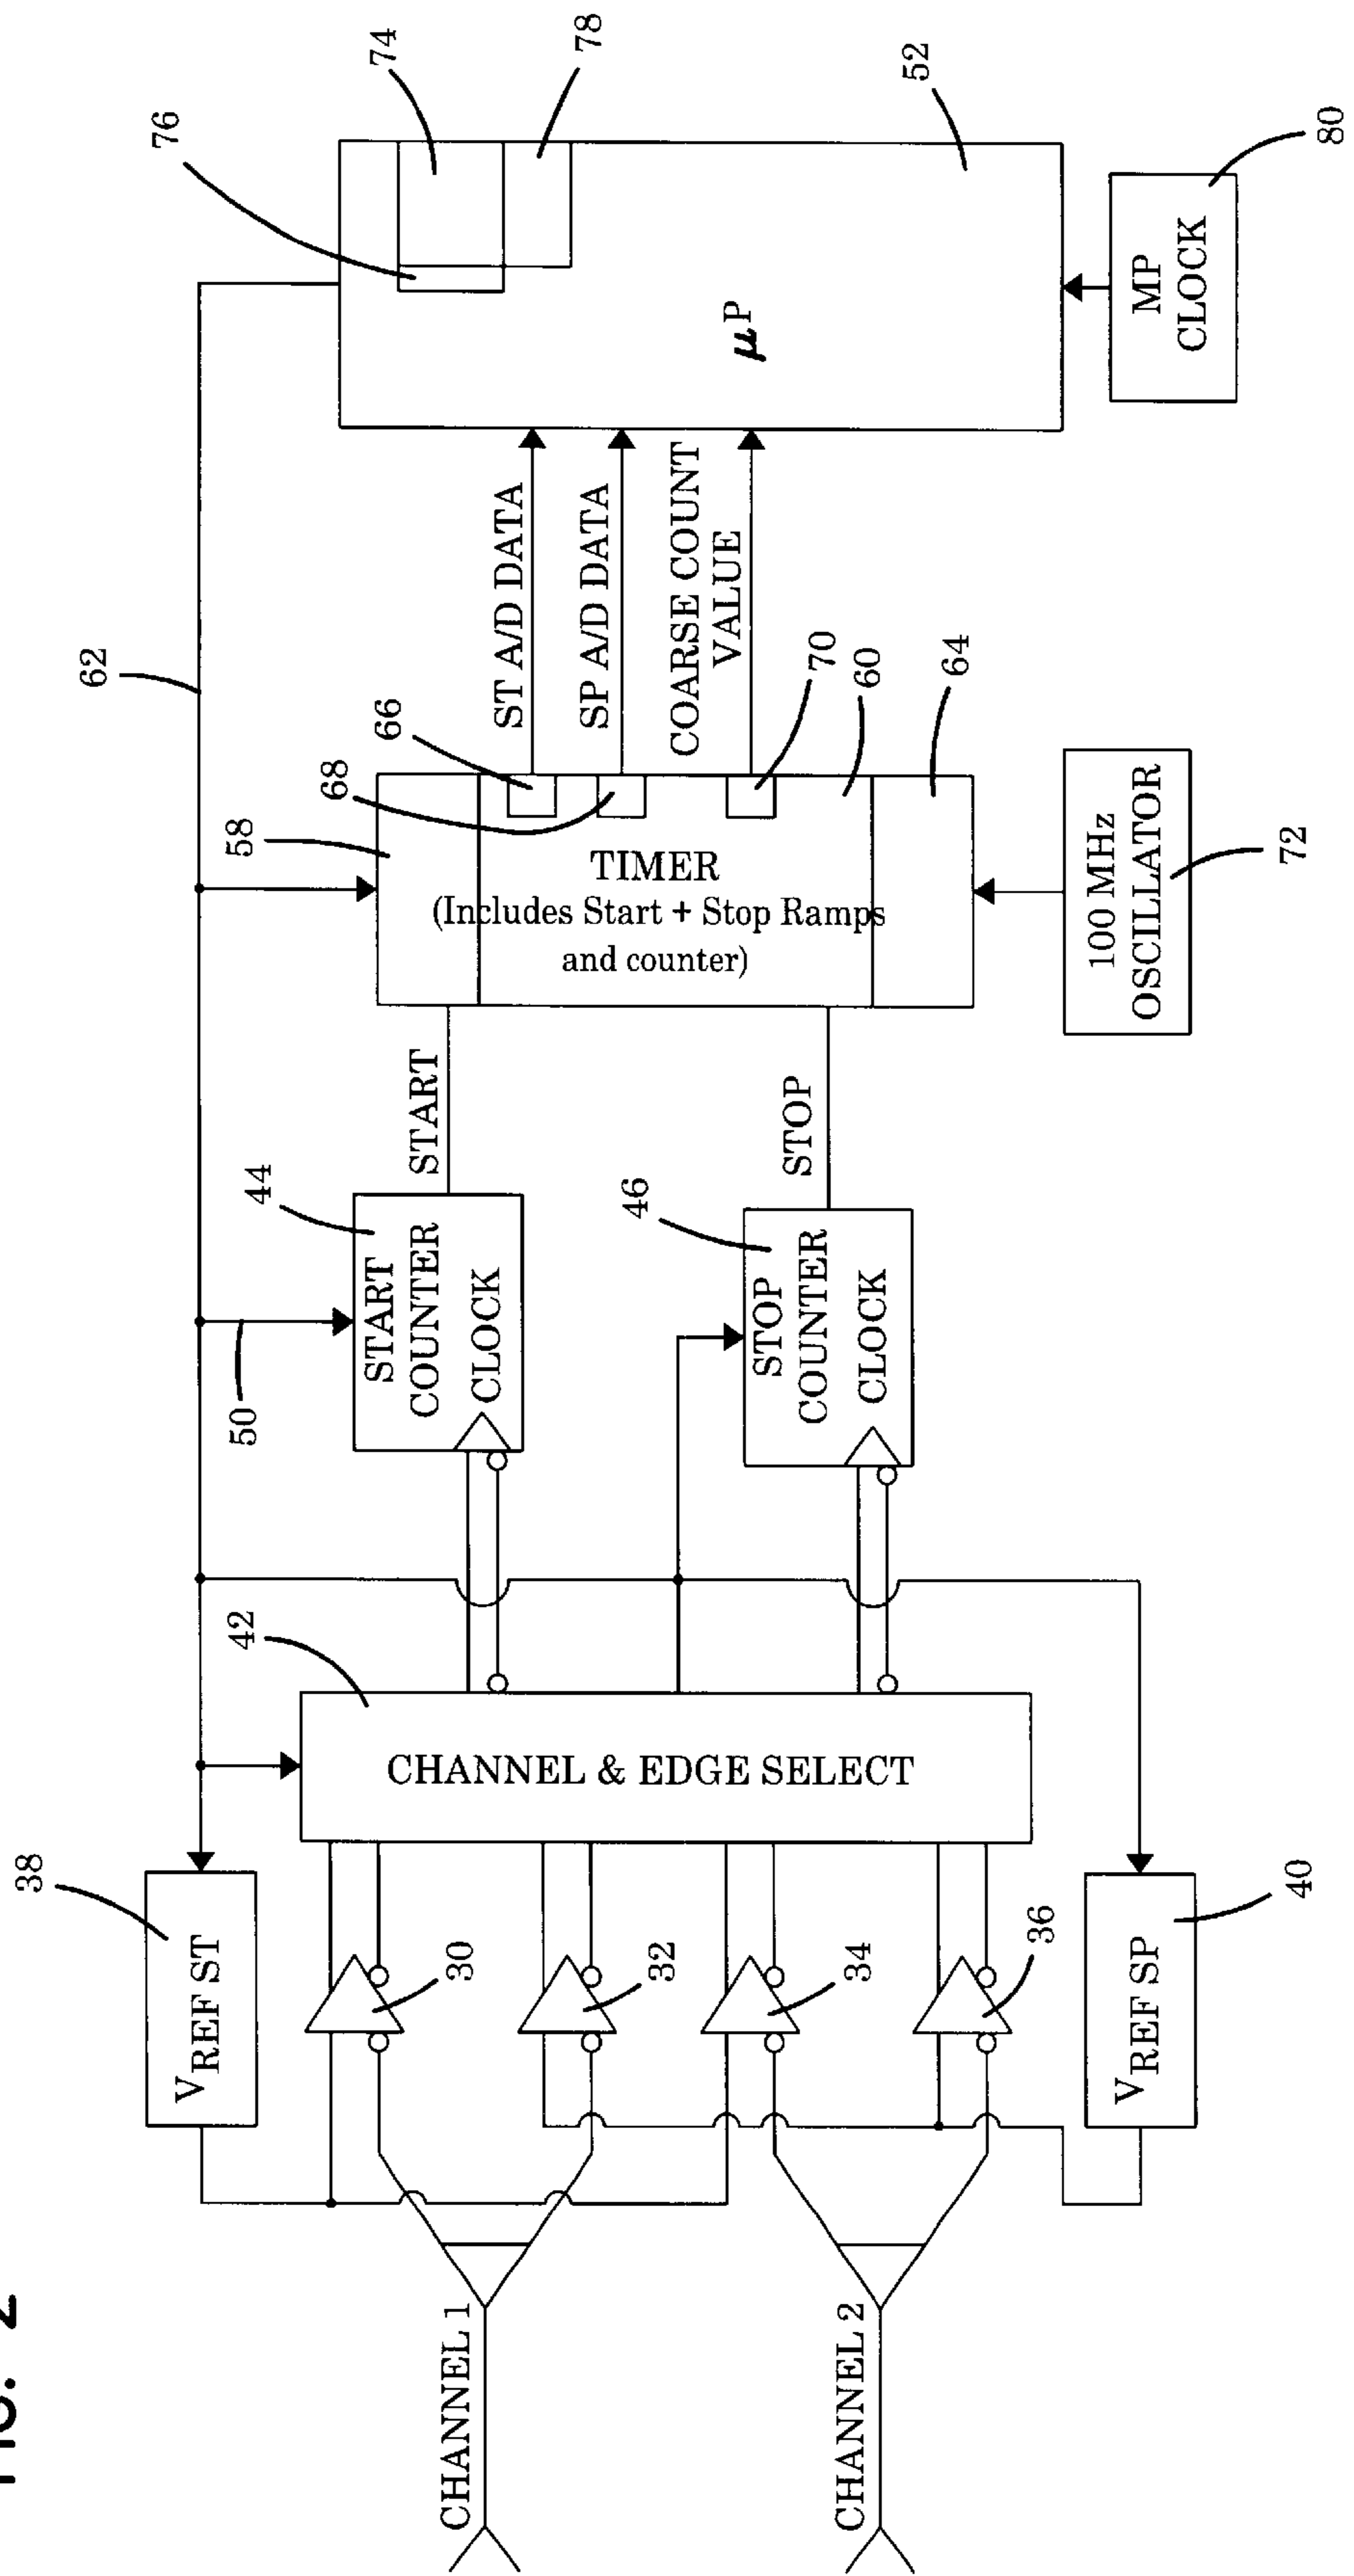 FIG. 2
CHANNEL 1
CHANNEL 2
V REF ST
38
30
32
34
36
V REF SP
40
CHANNEL & EDGE SELECT
42
50
START
COUNTER
CLOCK
44
STOP
COUNTER
CLOCK
46
START
STOP
62
58
TIMER
(Includes Start + Stop Ramps
and counter)
68
66
70
60
64
100 MHz
OSCILLATOR
72
ST A/D DATA
SP A/D DATA
COARSE COUNT
VALUE
76
74
78
52
μP
MP
CLOCK
80